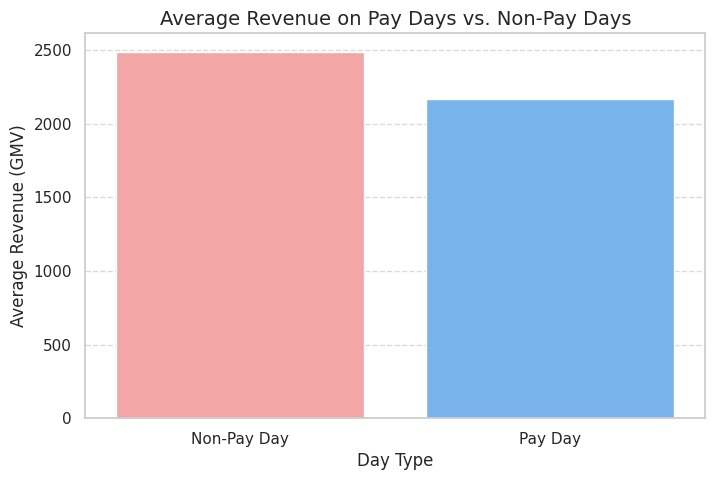 Average Revenue on Pay Days vs. Non-Pay Days
Average Revenue (GMV)
2500
2000
1500
1000
500
0
Non-Pay Day
Pay Day
Day Type